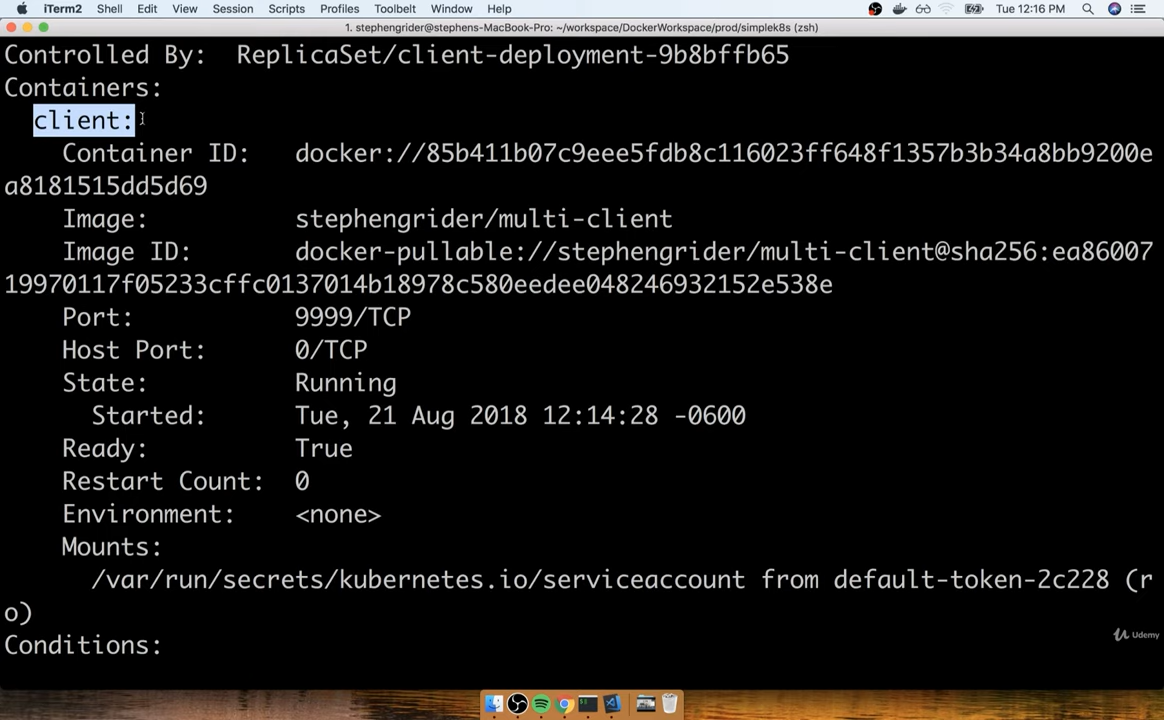 iTerm2 Shell Edit View Session Scripts Profiles Toolbelt Window Help Tue 12:16 PM
1. stephengrider@stephens-MacBook-Pro: ~/workspace/DockerWorkspace/prod/simplek8s (zsh)
Controlled By: ReplicaSet/client-deployment-9b8bffb65
Containers:
client:
Container ID: docker://85b411b07c9eee5fdb8c116023ff648f1357b3b34a8bb9200e
a8181515dd5d69
Image: stephengrider/multi-client
Image ID: docker-pullable://stephengrider/multi-client@sha256:ea86007
19970117f05233cffc0137014b18978c580eedee048246932152e538e
Port: 9999/TCP
Host Port: 0/TCP
State: Running
Started: Tue, 21 Aug 2018 12:14:28 -0600
Ready: True
Restart Count: 0
Environment: <none>
Mounts:
/var/run/secrets/kubernetes.io/serviceaccount from default-token-2c228 (r
o)
Conditions:
Udemy